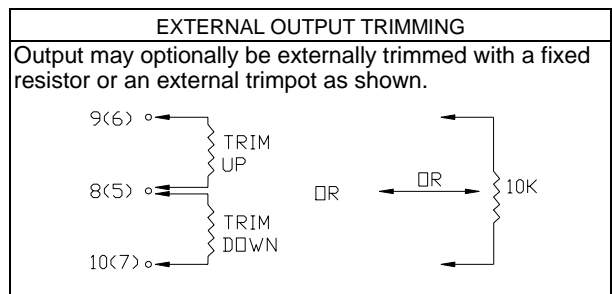 EXTERNAL OUTPUT TRIMMING
Output may optionally be externally trimmed with a fixed
resistor or an external trimpot as shown.
9(6)
TRIM
UP
8(5)
OR
OR
10K
TRIM
DOWN
10(7)